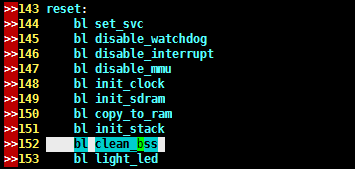 >>143 reset:
>>144     bl set_svc
>>145     bl disable_watchdog
>>146     bl disable_interrupt
>>147     bl disable_mmu
>>148     bl init_clock
>>149     bl init_sdram
>>150     bl copy_to_ram
>>151     bl init_stack
>>152     bl clean_bss
>>153     bl light_led